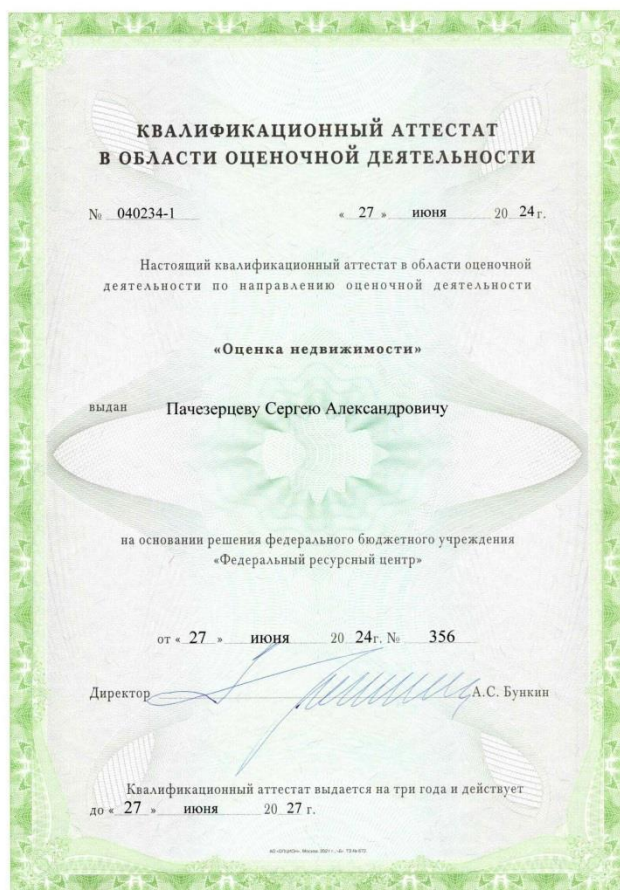 КВАЛИФИКАЦИОННЫЙ АТТЕСТАТ
В ОБЛАСТИ ОЦЕНОЧНОЙ ДЕЯТЕЛЬНОСТИ
№ 040234-1 « 27 » июня 20 24 г.
Настоящий квалификационный аттестат в области оценочной
деятельности по направлению оценочной деятельности
«Оценка недвижимости»
выдан Пачезерцеву Сергею Александровичу
на основании решения федерального бюджетного учреждения
«Федеральный ресурсный центр»
от « 27 » июня 20 24г. № 356
Директор А.С. Бункин
Квалификационный аттестат выдается на три года и действует
до « 27 » июня 20 27 г.